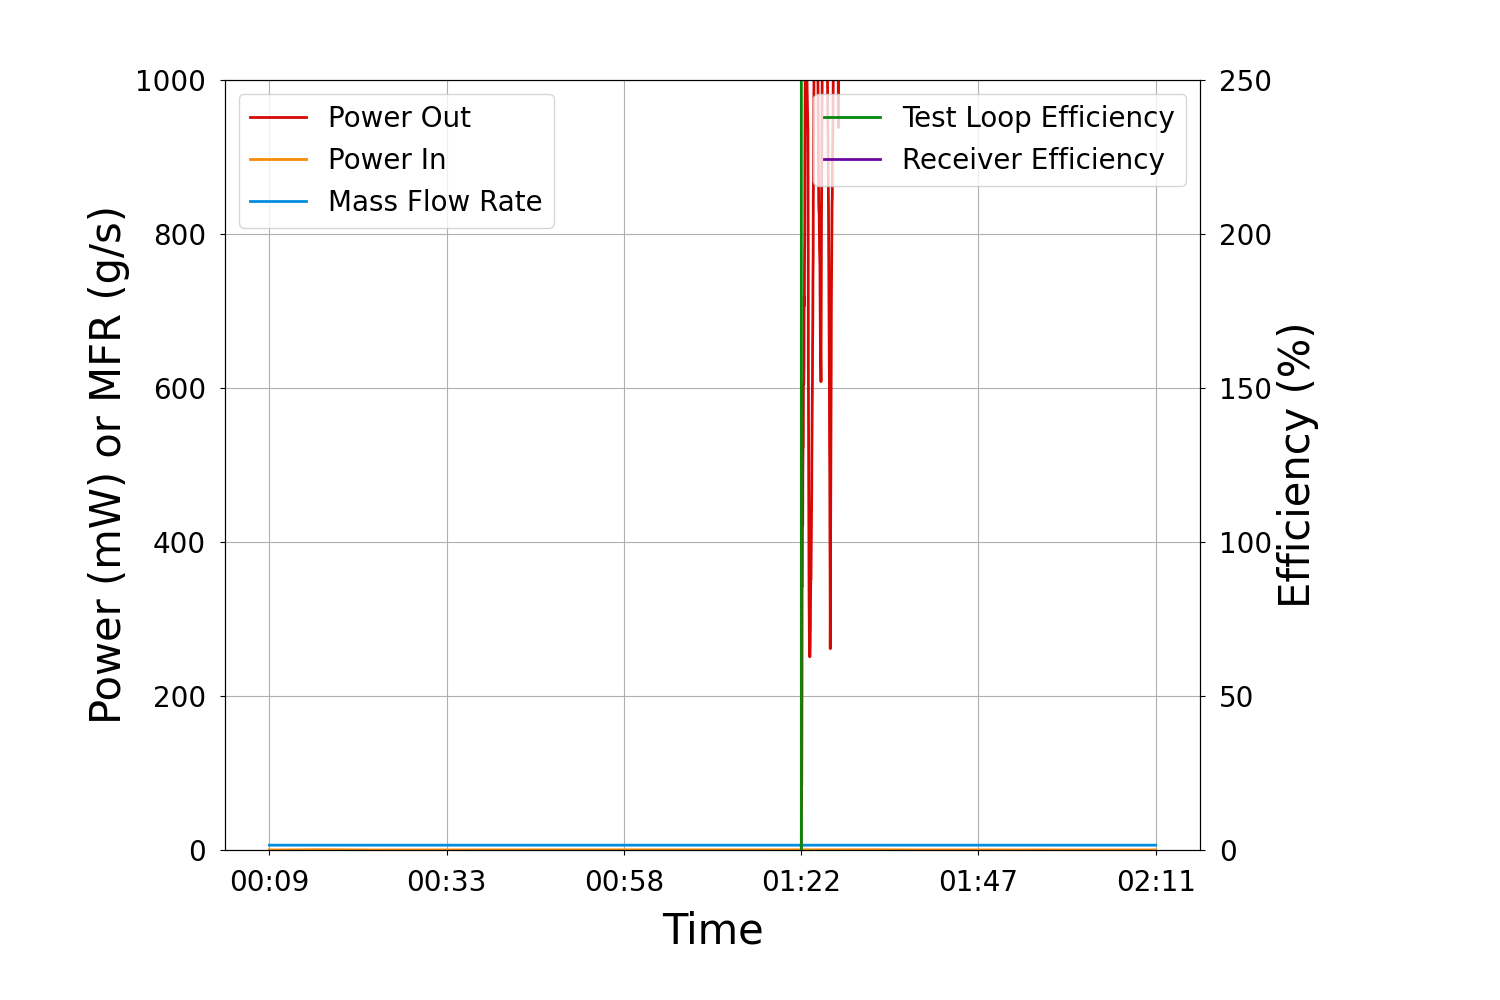 1000
800
600
400
200
0
Power (mW) or MFR (g/s)
Power Out
Power In
Mass Flow Rate
Test Loop Efficiency
Receiver Efficiency
250
200
150
100
50
0
Efficiency (%)
00:09 00:33 00:58 01:22 01:47 02:11
Time